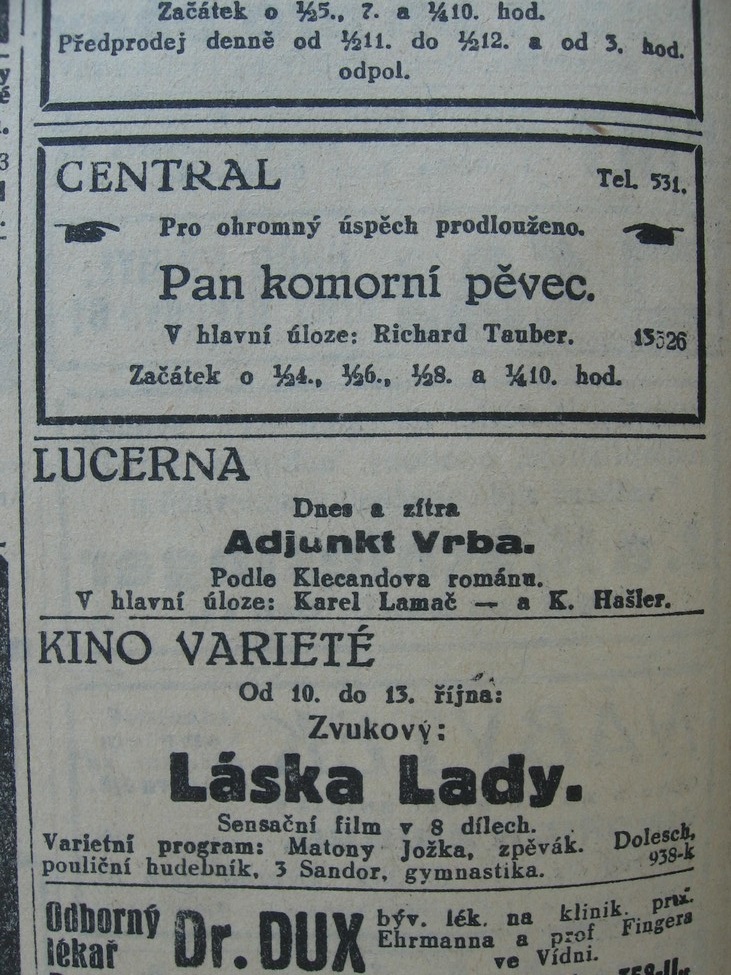 Začátek o ½5., 7. a ¼10. hod.
Předprodej denně od ½11. do ½12. a od 3. hod.
odpol.
CENTRAL Tel. 531.
Pro ohromný úspěch prodlouženo.
Pan komorní pěvec.
V hlavní úloze: Richard Tauber. 15526
Začátek o ½4., ½6., ½8. a ¼10. hod.
LUCERNA
Dnes a zítra
Adjunkt Vrba.
Podle Klecandova románu.
V hlavní úloze: Karel Lamač — a K. Hašler.
KINO VARIETÉ
Od 10. do 13. října:
Zvukový:
Láska Lady.
Sensační film v 8 dílech.
Varietní program: Matony Jožka, zpěvák. Dolesch,
pouliční hudebník, 3 Sandor, gymnastika. 938-k
Odborný
lékař
Dr. DUX
býv. lék. na klinik. prof.
Ehrmanna a prof Fingera
ve Vídni.